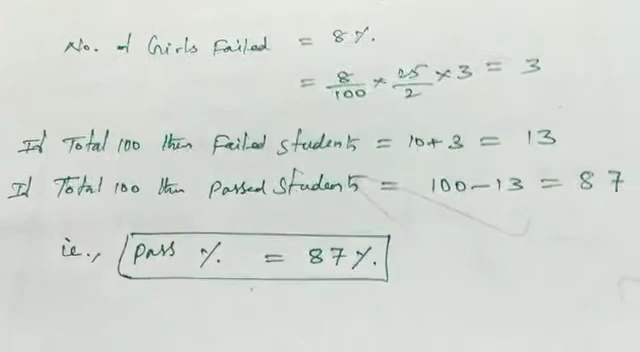 No. of Girls Failed = 8%.
= 8/100 × 25/2 × 3 = 3
If Total 100 then Failed students = 10+3 = 13
If Total 100 then passed students = 100-13 = 87
ie., pass % = 87%.